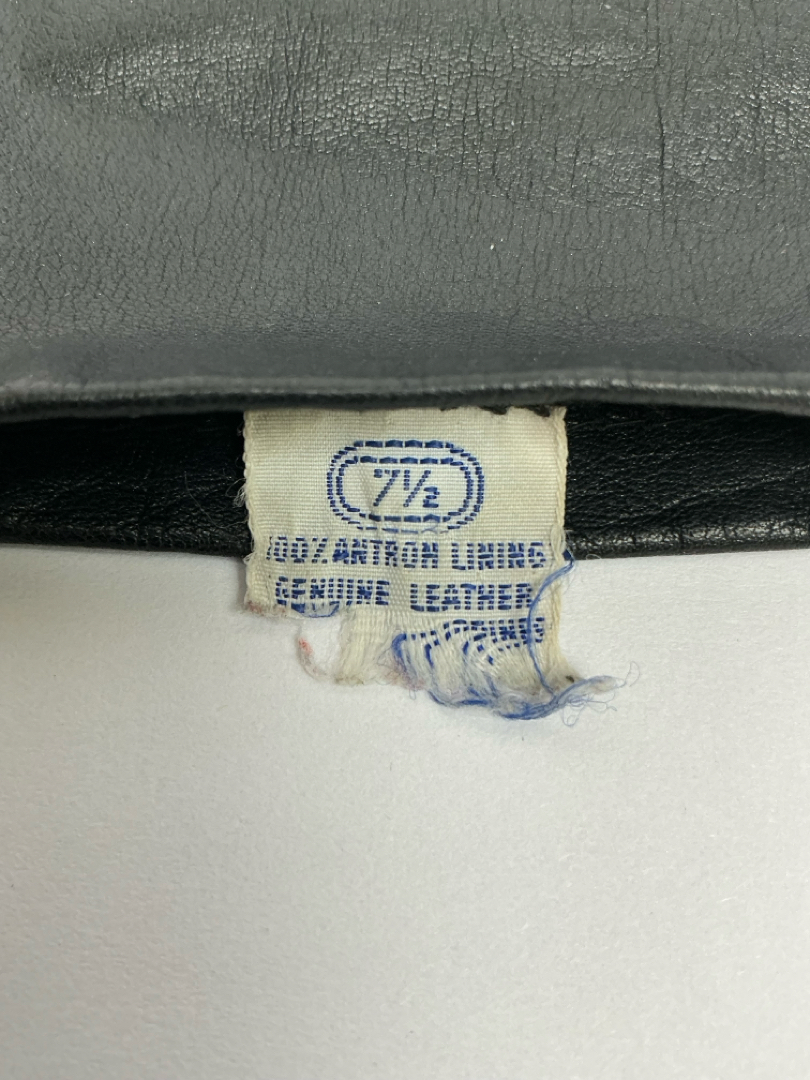 7½
100% ANTRON LINING
GENUINE LEATHER